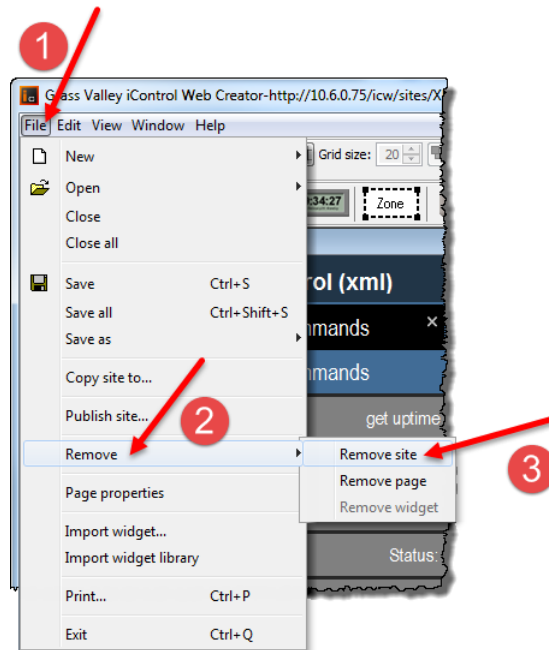 1
Grass Valley iControl Web Creator-http://10.6.0.75/icw/sites/X
File Edit View Window Help
New
Grid size: 20
Open
:34:27
Zone
Close
Close all
Save Ctrl+S
rol (xml)
Save all Ctrl+Shift+S
mmands ×
Save as
Copy site to...
mmands
Publish site...
2
get uptime
Remove
Remove site
3
Remove page
Page properties
Remove widget
Import widget...
Import widget library
Status:
Print... Ctrl+P
Exit Ctrl+Q